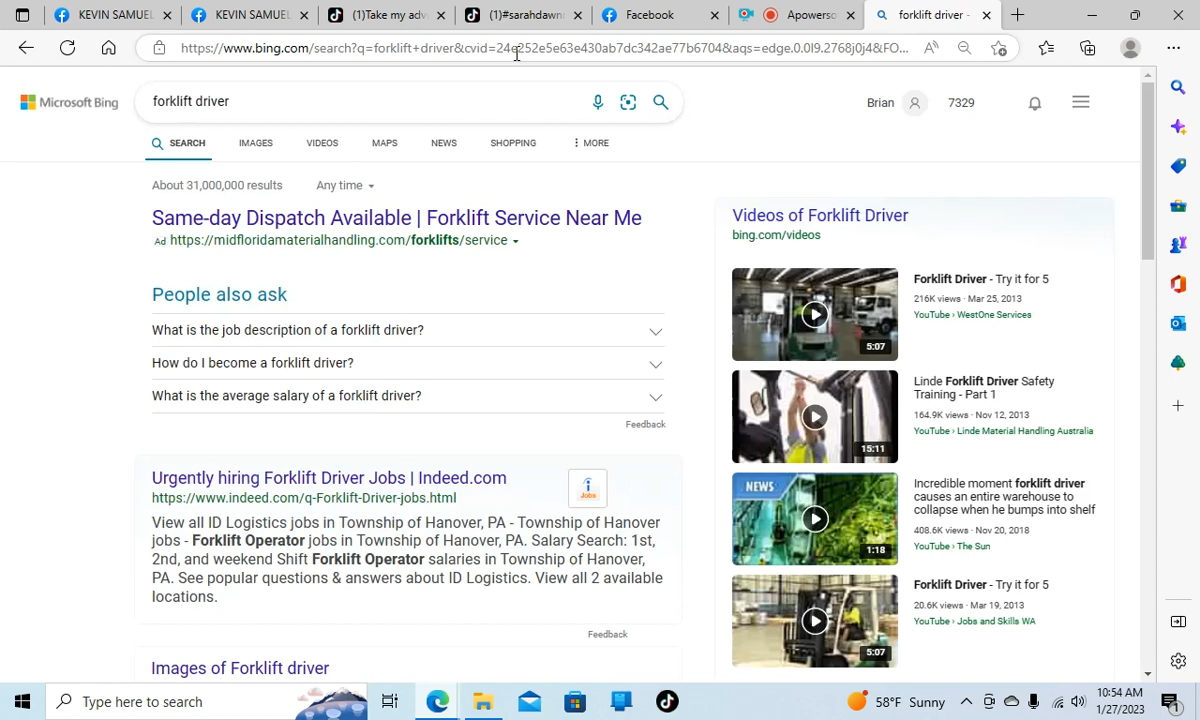 KEVIN SAMUEL
KEVIN SAMUEL
(1)Take my adv
(1)#sarahdawn
Facebook
Apowerso
forklift driver -
https://www.bing.com/search?q=forklift+driver&cvid=24e252e5e63e430ab7dc342ae77b6704&aqs=edge.0.0l9.2768j0j4&FO...
Microsoft Bing
forklift driver
Brian
7329
SEARCH
IMAGES
VIDEOS
MAPS
NEWS
SHOPPING
MORE
About 31,000,000 results
Any time
Same-day Dispatch Available | Forklift Service Near Me
Ad https://midfloridamaterialhandling.com/forklifts/service
People also ask
What is the job description of a forklift driver?
How do I become a forklift driver?
What is the average salary of a forklift driver?
Feedback
Urgently hiring Forklift Driver Jobs | Indeed.com
https://www.indeed.com/q-Forklift-Driver-jobs.html
Jobs
View all ID Logistics jobs in Township of Hanover, PA - Township of Hanover
jobs - Forklift Operator jobs in Township of Hanover, PA. Salary Search: 1st,
2nd, and weekend Shift Forklift Operator salaries in Township of Hanover,
PA. See popular questions & answers about ID Logistics. View all 2 available
locations.
Feedback
Images of Forklift driver
Videos of Forklift Driver
bing.com/videos
5:07
Forklift Driver - Try it for 5
216K views · Mar 25, 2013
YouTube › WestOne Services
15:11
Linde Forklift Driver Safety
Training - Part 1
164.9K views · Nov 12, 2013
YouTube › Linde Material Handling Australia
NEWS
1:18
Incredible moment forklift driver
causes an entire warehouse to
collapse when he bumps into shelf
408.6K views · Nov 20, 2018
YouTube › The Sun
5:07
Forklift Driver - Try it for 5
20.6K views · Mar 19, 2013
YouTube › Jobs and Skills WA
Type here to search
58°F Sunny
10:54 AM
1/27/2023
1